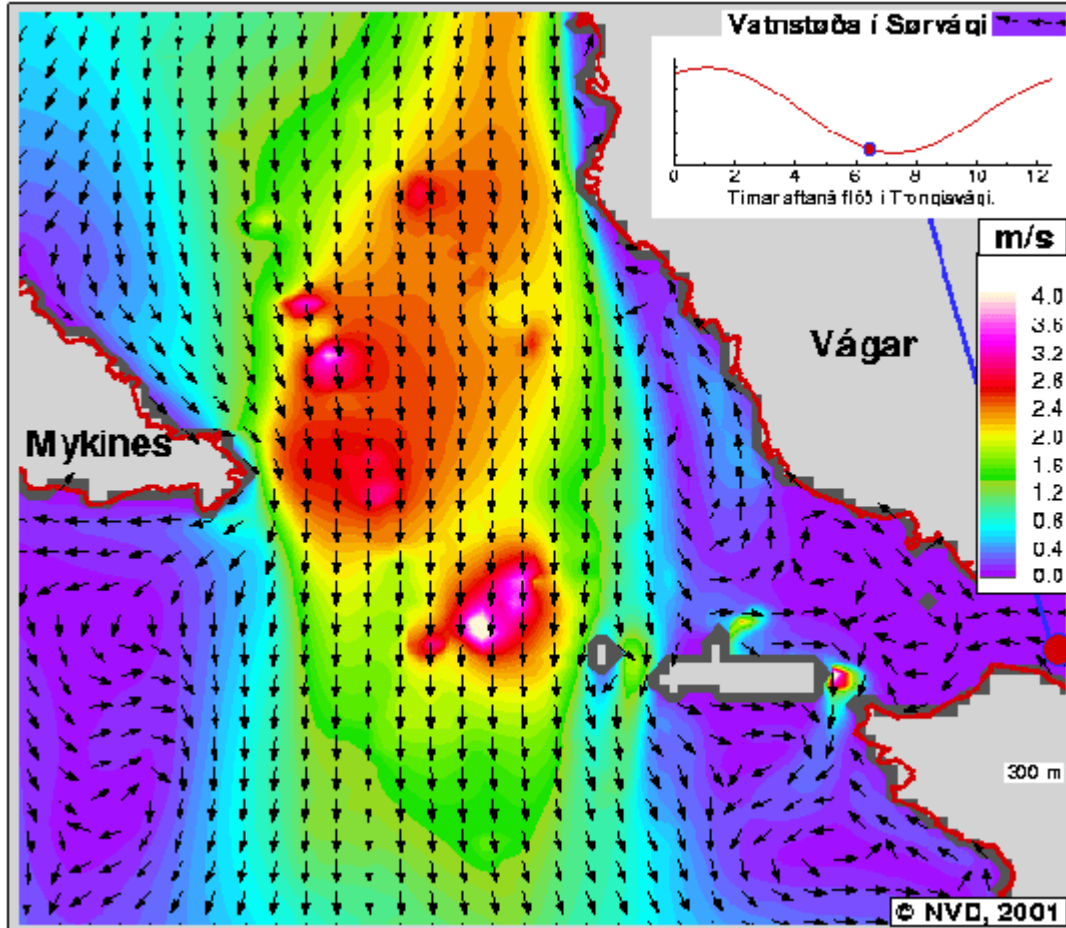 Vatnstøða í Sørvági
0 2 4 6 8 10 12
Tímar aftaná flóð í Trongisvági.
m/s
4.0
3.6
3.2
2.8
2.4
2.0
1.6
1.2
0.8
0.4
0.0
Vágar
Mykines
300 m
© NVD, 2001